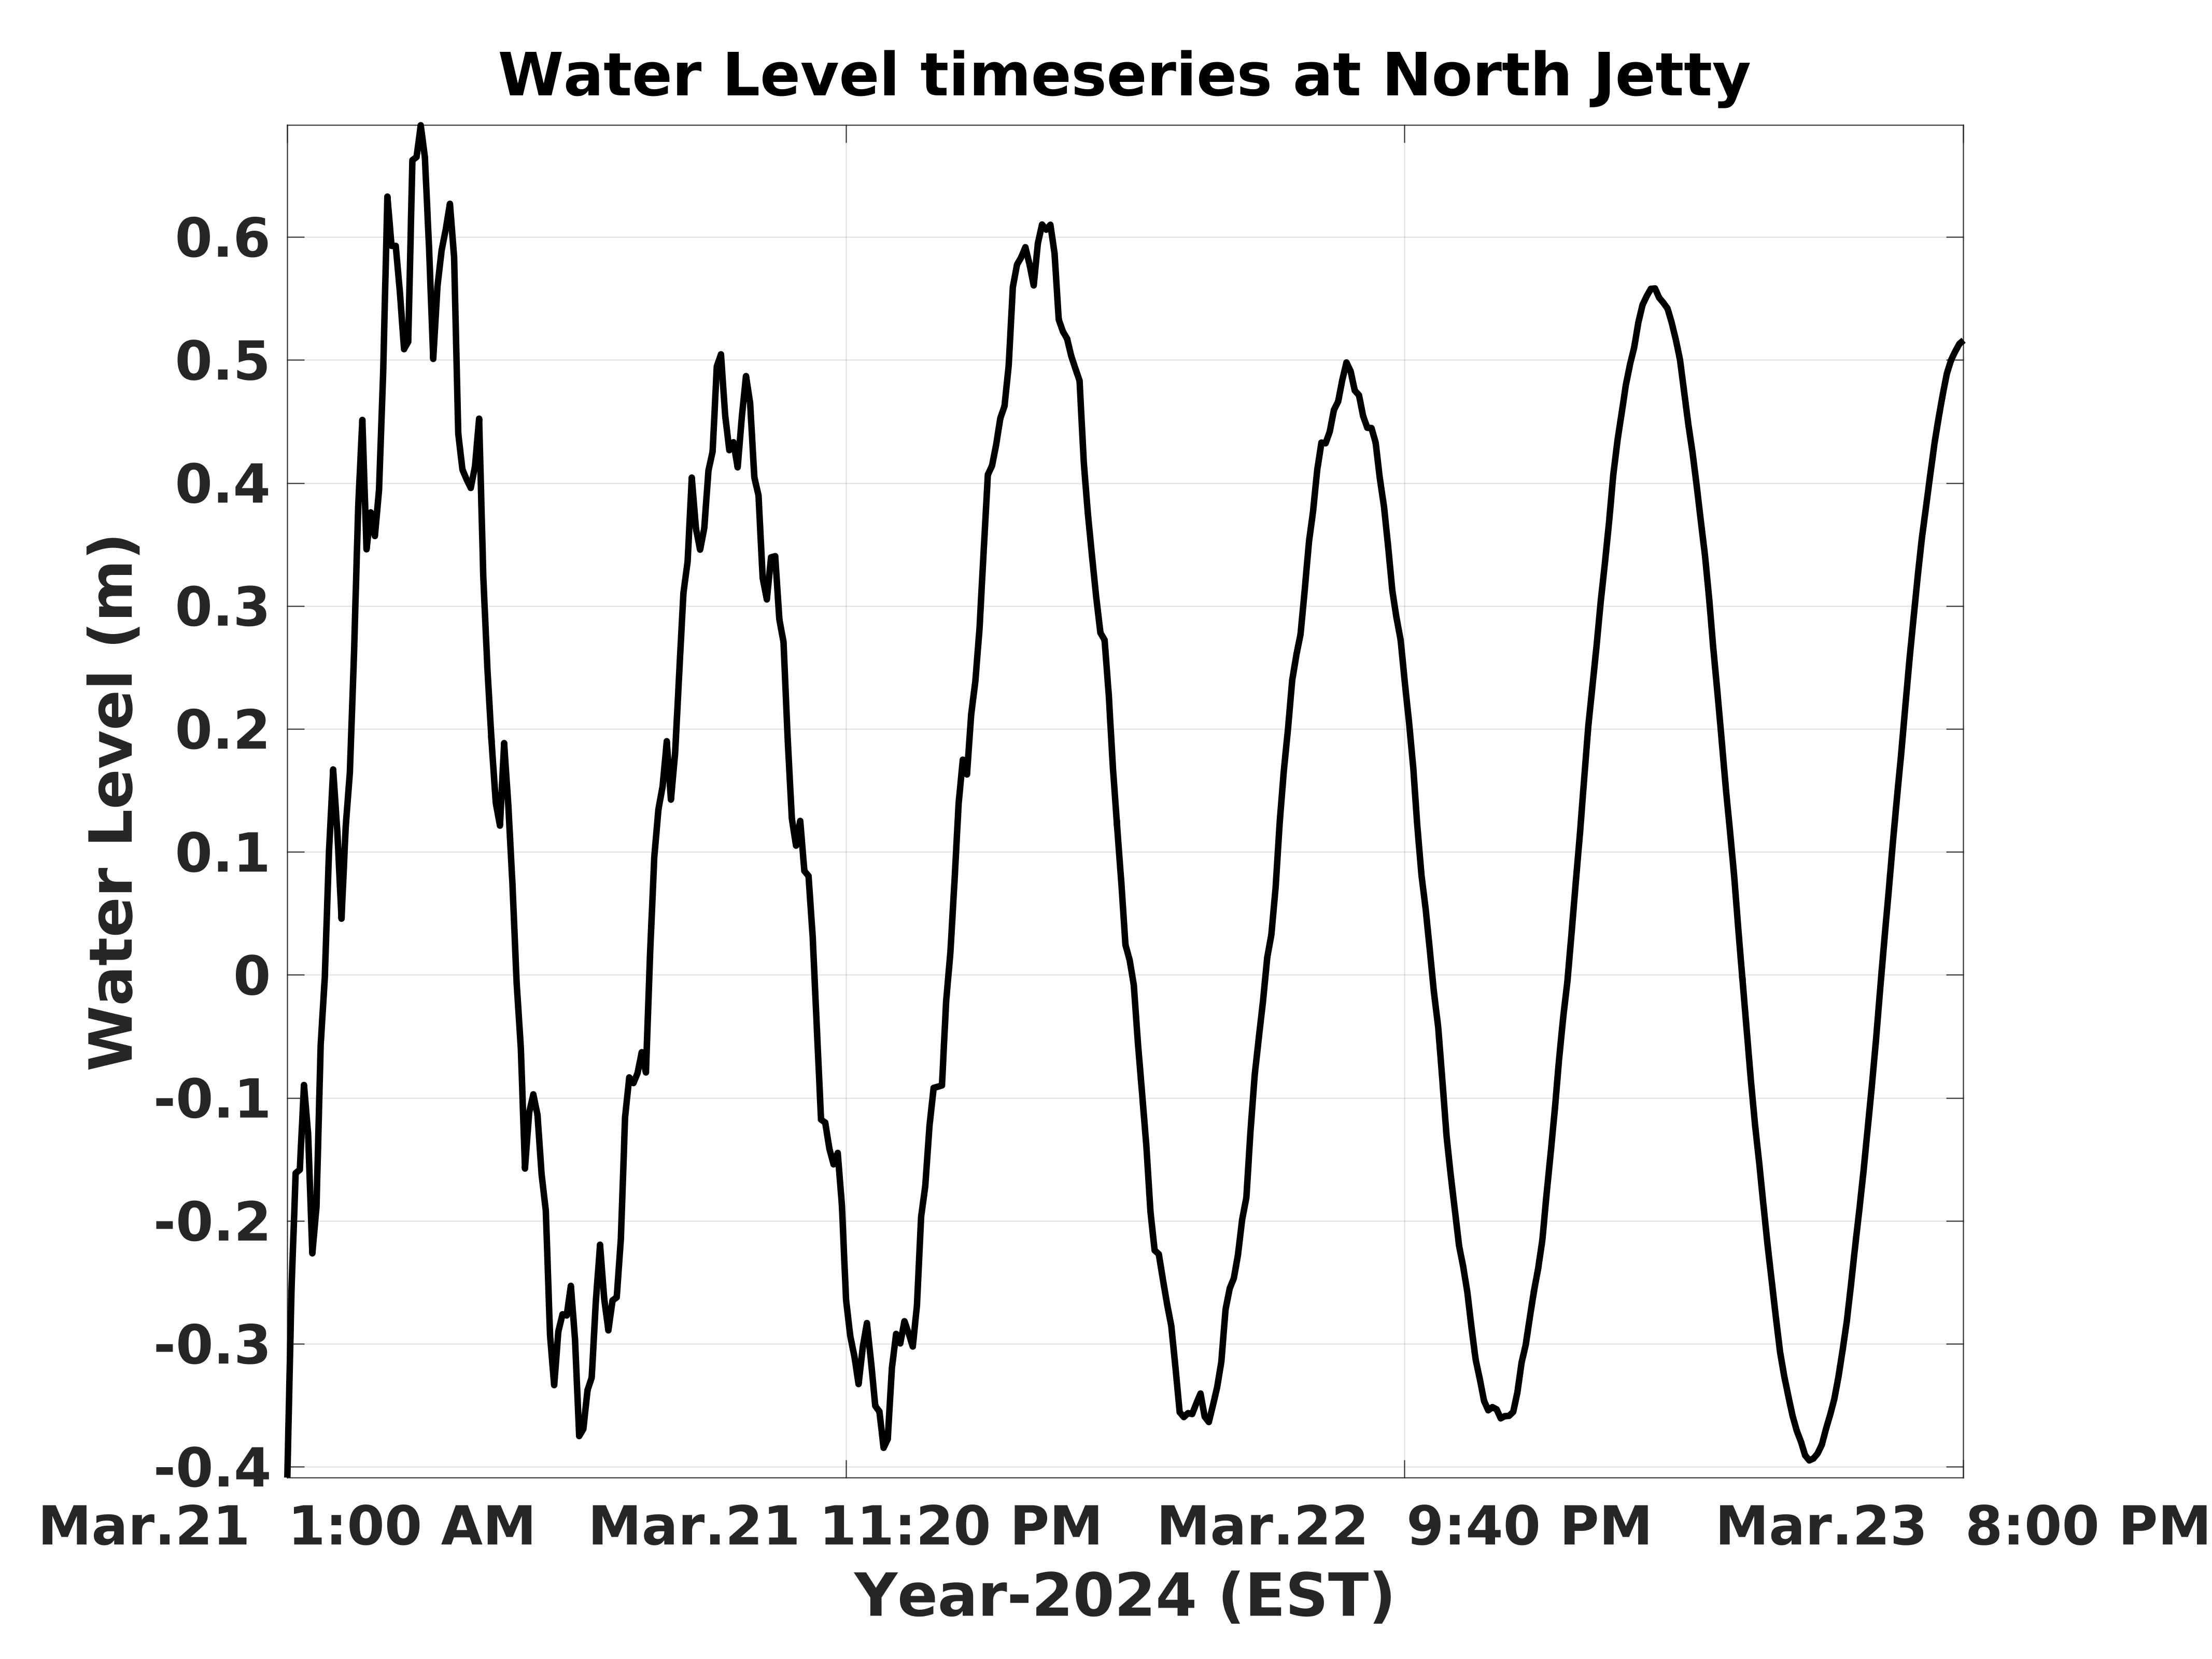 Water Level timeseries at North Jetty
Water Level (m)
0.6
0.5
0.4
0.3
0.2
0.1
0
-0.1
-0.2
-0.3
-0.4
Mar.21 1:00 AM Mar.21 11:20 PM Mar.22 9:40 PM Mar.23 8:00 PM
Year-2024 (EST)